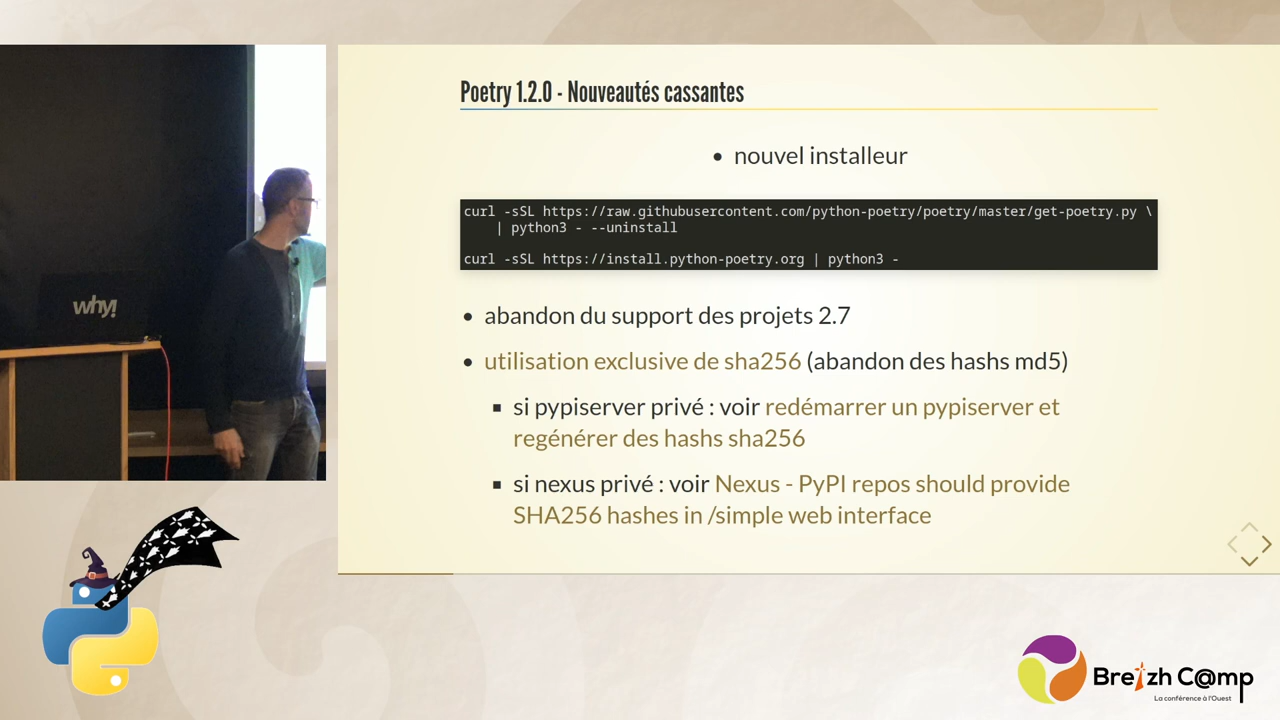 Poetry 1.2.0 - Nouveautés cassantes
• nouvel installeur
curl -sSL https://raw.githubusercontent.com/python-poetry/poetry/master/get-poetry.py \
| python3 - --uninstall
curl -sSL https://install.python-poetry.org | python3 -
• abandon du support des projets 2.7
• utilisation exclusive de sha256 (abandon des hashs md5)
▪ si pypiserver privé : voir redémarrer un pypiserver et
regénérer des hashs sha256
▪ si nexus privé : voir Nexus - PyPI repos should provide
SHA256 hashes in /simple web interface
why!
Breizh C@mp
La conférence à l'Ouest